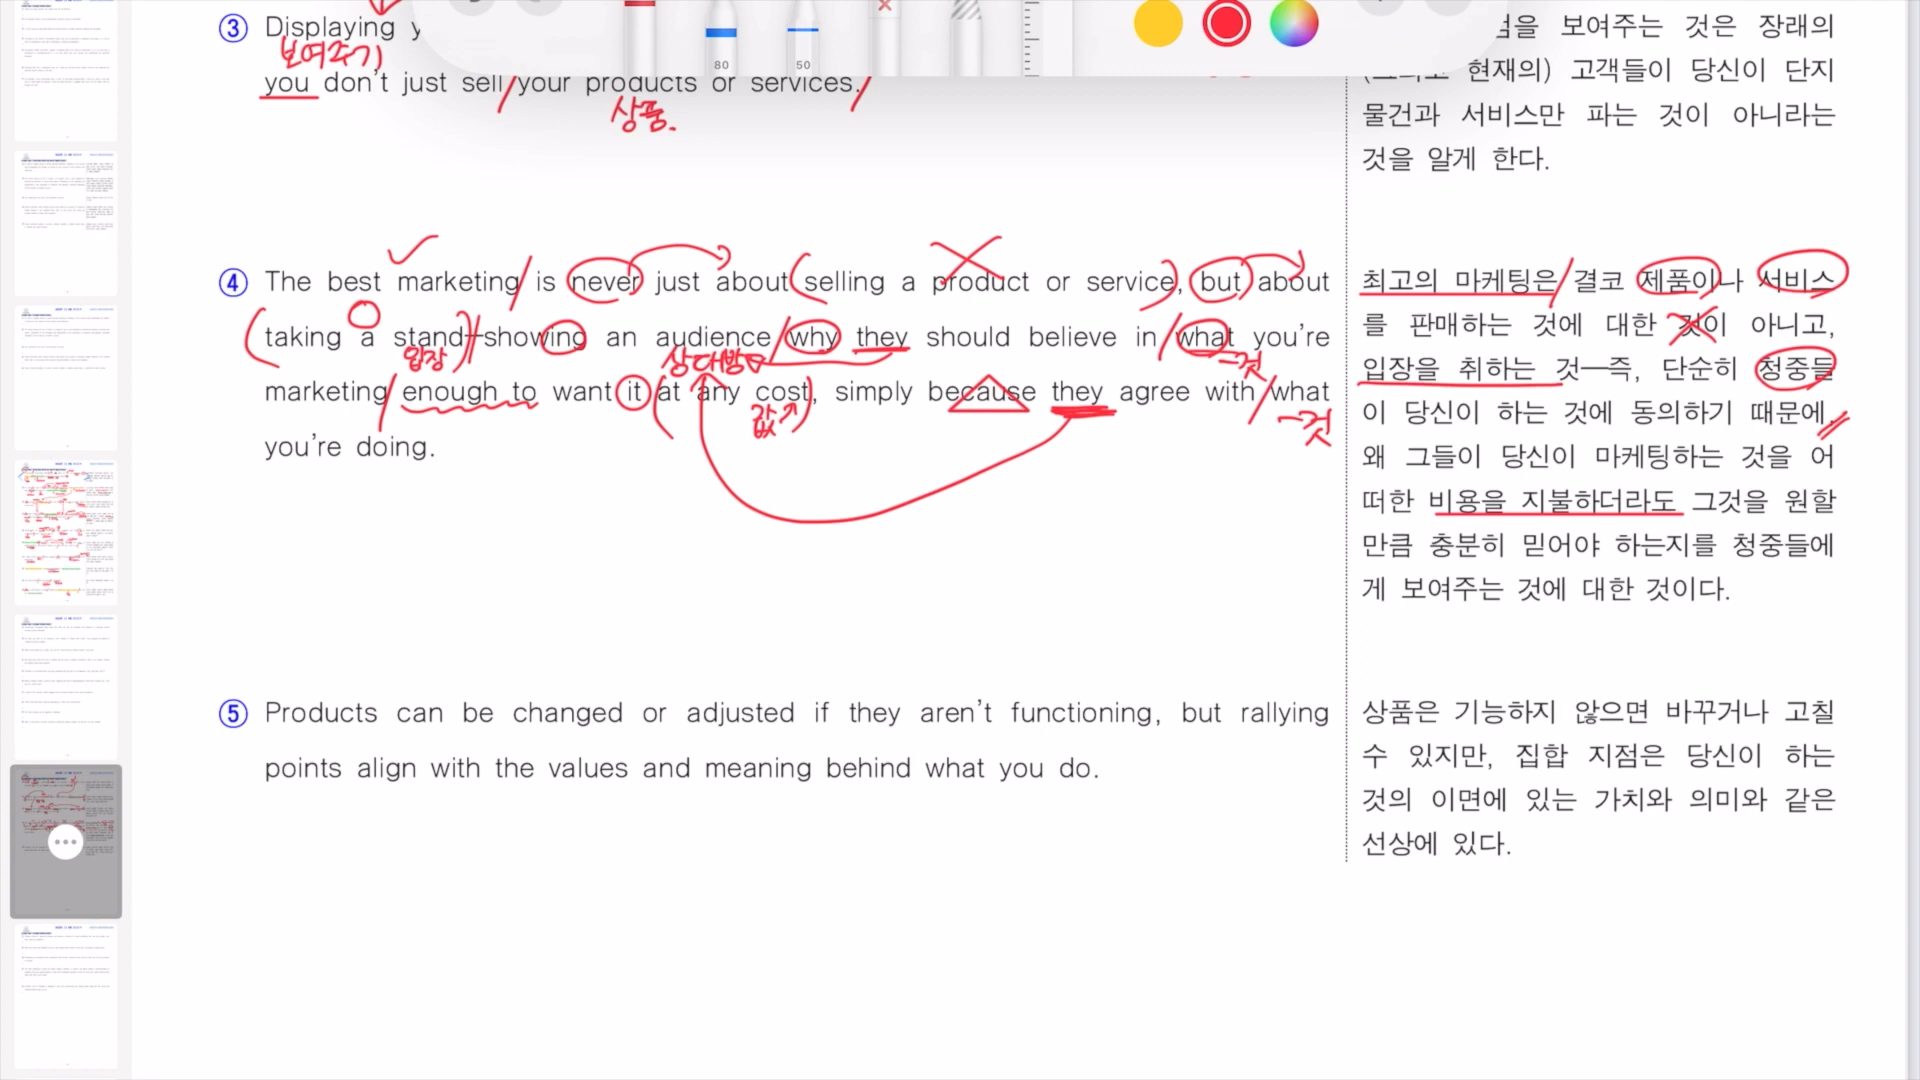 80
50
③ Displaying y
보여주기
you don't just sell your products or services.
상품.
점을 보여주는 것은 장래의
현재의) 고객들이 당신이 단지
물건과 서비스만 파는 것이 아니라는
것을 알게 한다.
④ The best marketing is never just about selling a product or service, but about
taking a stand—showing an audience why they should believe in what you're
입장
상대방
~것
marketing enough to want it at any cost, simply because they agree with what
값
~것
you're doing.
최고의 마케팅은 결코 제품이나 서비스
를 판매하는 것에 대한 것이 아니고,
입장을 취하는 것—즉, 단순히 청중들
이 당신이 하는 것에 동의하기 때문에,
왜 그들이 당신이 마케팅하는 것을 어
떠한 비용을 지불하더라도 그것을 원할
만큼 충분히 믿어야 하는지를 청중들에
게 보여주는 것에 대한 것이다.
⑤ Products can be changed or adjusted if they aren't functioning, but rallying
points align with the values and meaning behind what you do.
상품은 기능하지 않으면 바꾸거나 고칠
수 있지만, 집합 지점은 당신이 하는
것의 이면에 있는 가치와 의미와 같은
선상에 있다.